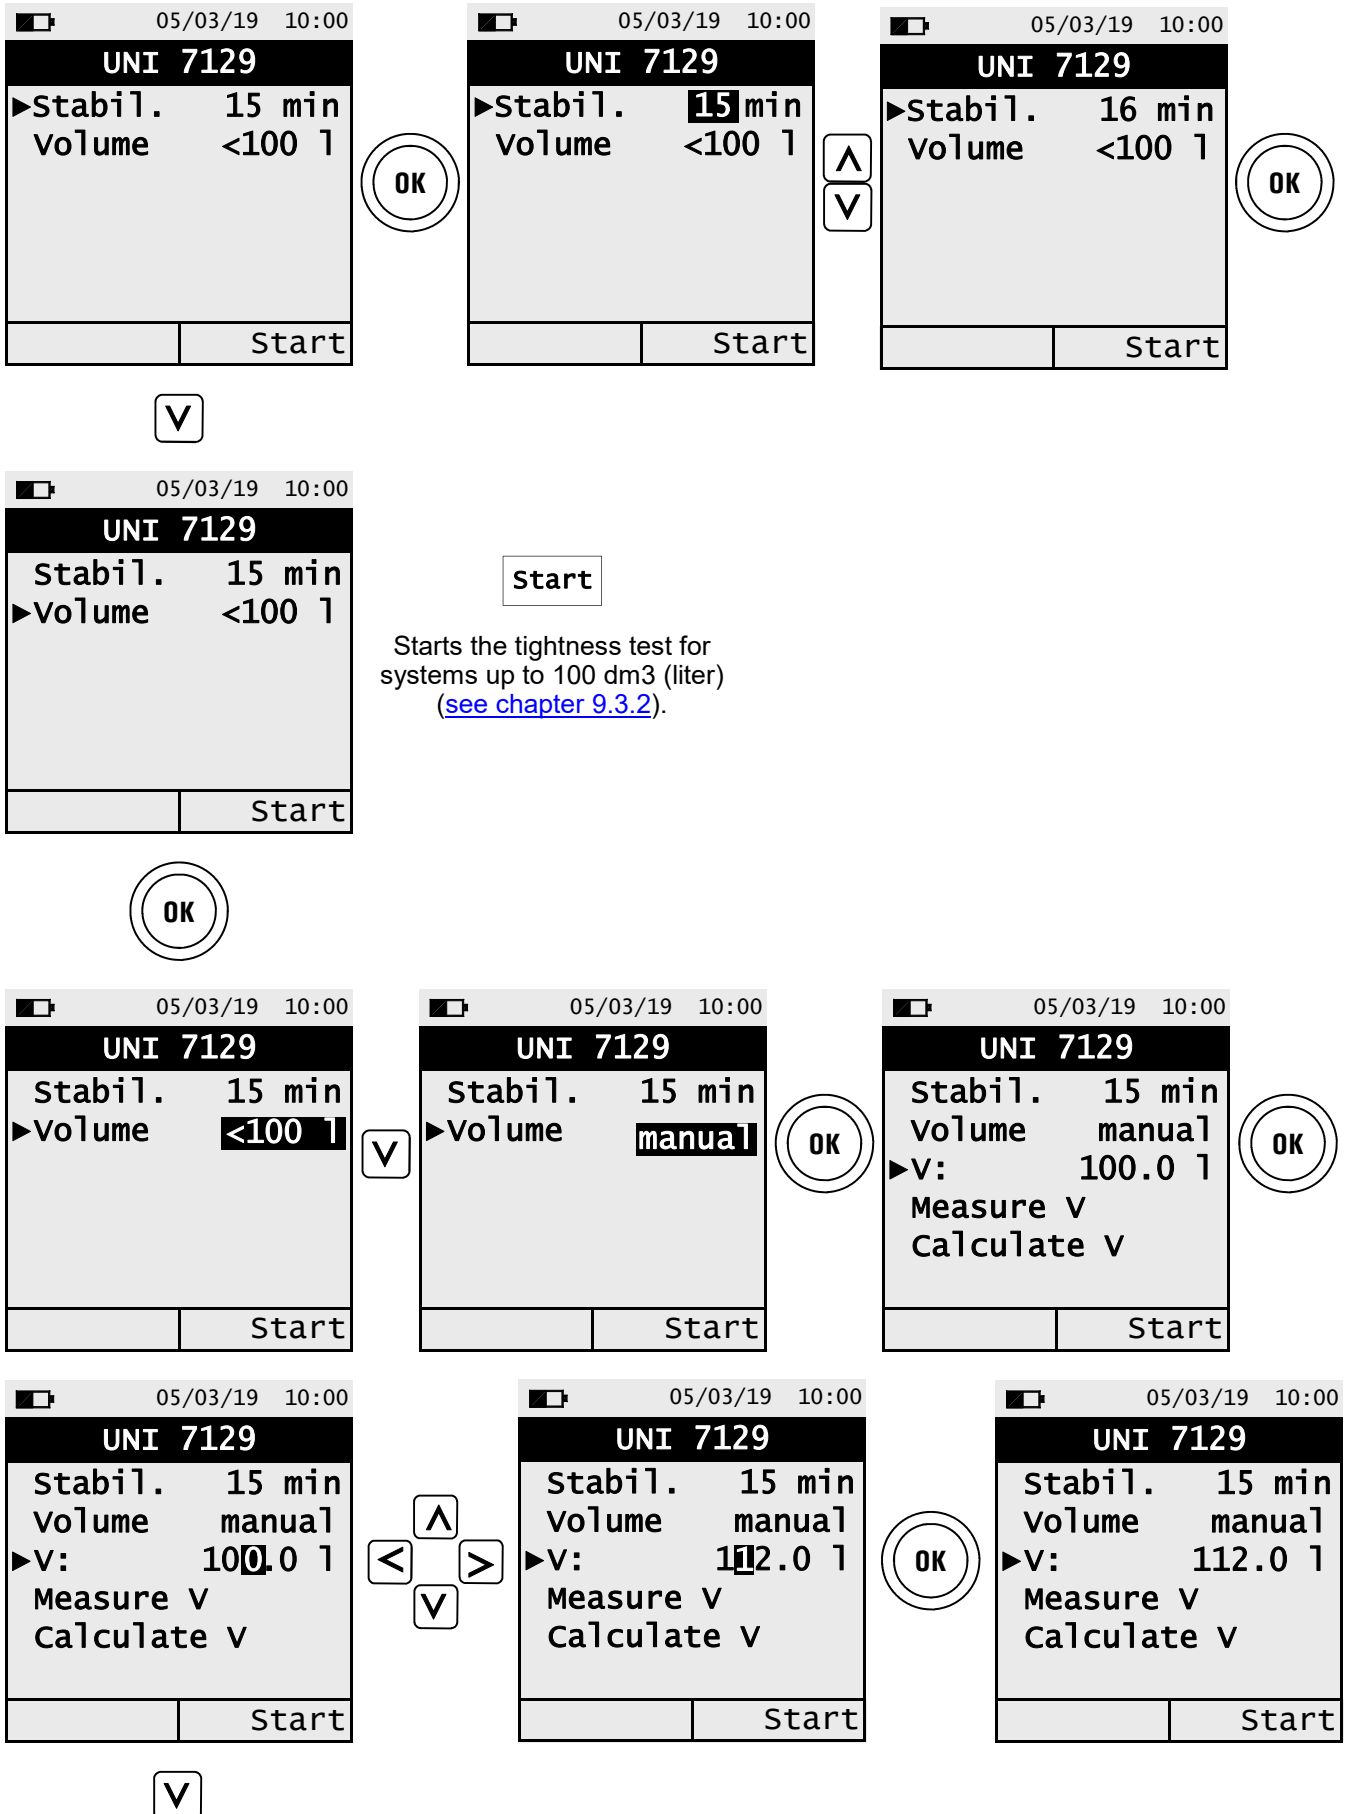 05/03/19 10:00
UNI 7129
▶Stabil. 15 min
Volume <100 l
Start
OK
05/03/19 10:00
UNI 7129
▶Stabil. 15 min
Volume <100 l
Start
05/03/19 10:00
UNI 7129
▶Stabil. 16 min
Volume <100 l
Start
OK
05/03/19 10:00
UNI 7129
Stabil. 15 min
▶Volume <100 l
Start
Start
Starts the tightness test for
systems up to 100 dm3 (liter)
(see chapter 9.3.2).
OK
05/03/19 10:00
UNI 7129
Stabil. 15 min
▶Volume <100 l
Start
05/03/19 10:00
UNI 7129
Stabil. 15 min
▶Volume manual
Start
OK
05/03/19 10:00
UNI 7129
Stabil. 15 min
Volume manual
▶V: 100.0 l
Measure V
Calculate V
Start
OK
05/03/19 10:00
UNI 7129
Stabil. 15 min
Volume manual
▶V: 100.0 l
Measure V
Calculate V
Start
05/03/19 10:00
UNI 7129
Stabil. 15 min
Volume manual
▶V: 112.0 l
Measure V
Calculate V
Start
OK
05/03/19 10:00
UNI 7129
Stabil. 15 min
Volume manual
▶V: 112.0 l
Measure V
Calculate V
Start